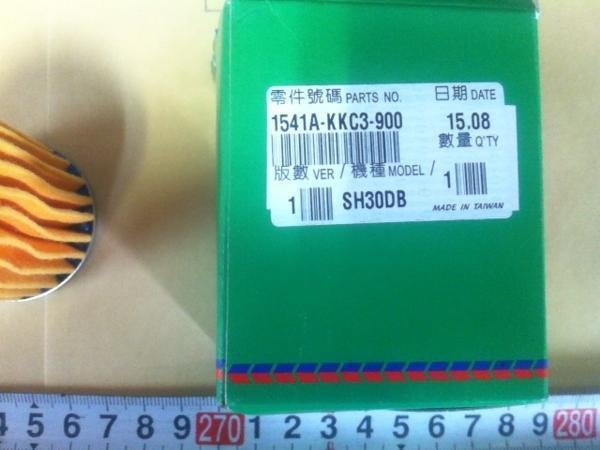 零件號碼 PARTS NO. 日期 DATE
1541A-KKC3-900 15.08
數量 Q'TY
版數 VER / 機種 MODEL /
1 SH30DB 1
MADE IN TAIWAN
4 5 6 7 8 9 270 1 2 3 4 5 6 7 8 9 280